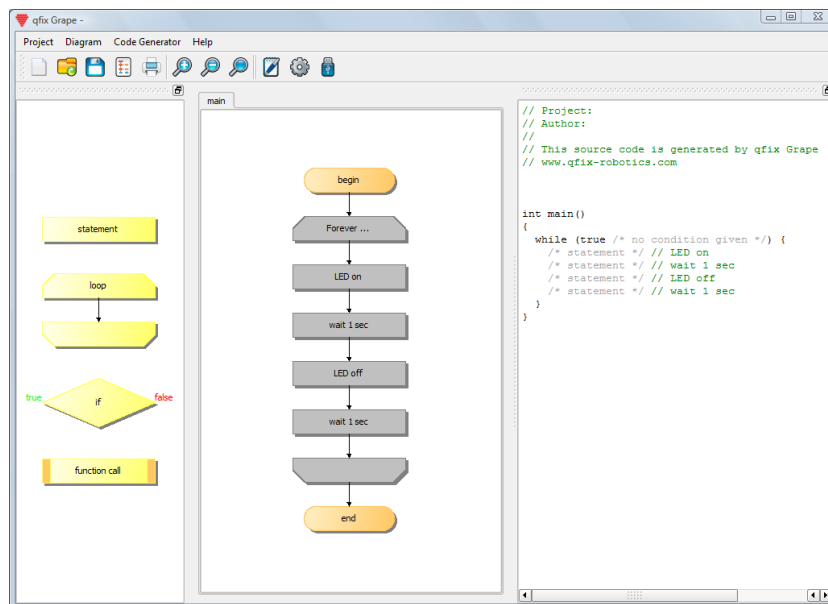 qfix Grape -
Project Diagram Code Generator Help
statement
loop
true if false
function call
main
begin
Forever ...
LED on
wait 1 sec
LED off
wait 1 sec
end
// Project:
// Author:
//
// This source code is generated by qfix Grape
// www.qfix-robotics.com
int main()
{
while (true /* no condition given */) {
/* statement */ // LED on
/* statement */ // wait 1 sec
/* statement */ // LED off
/* statement */ // wait 1 sec
}
}